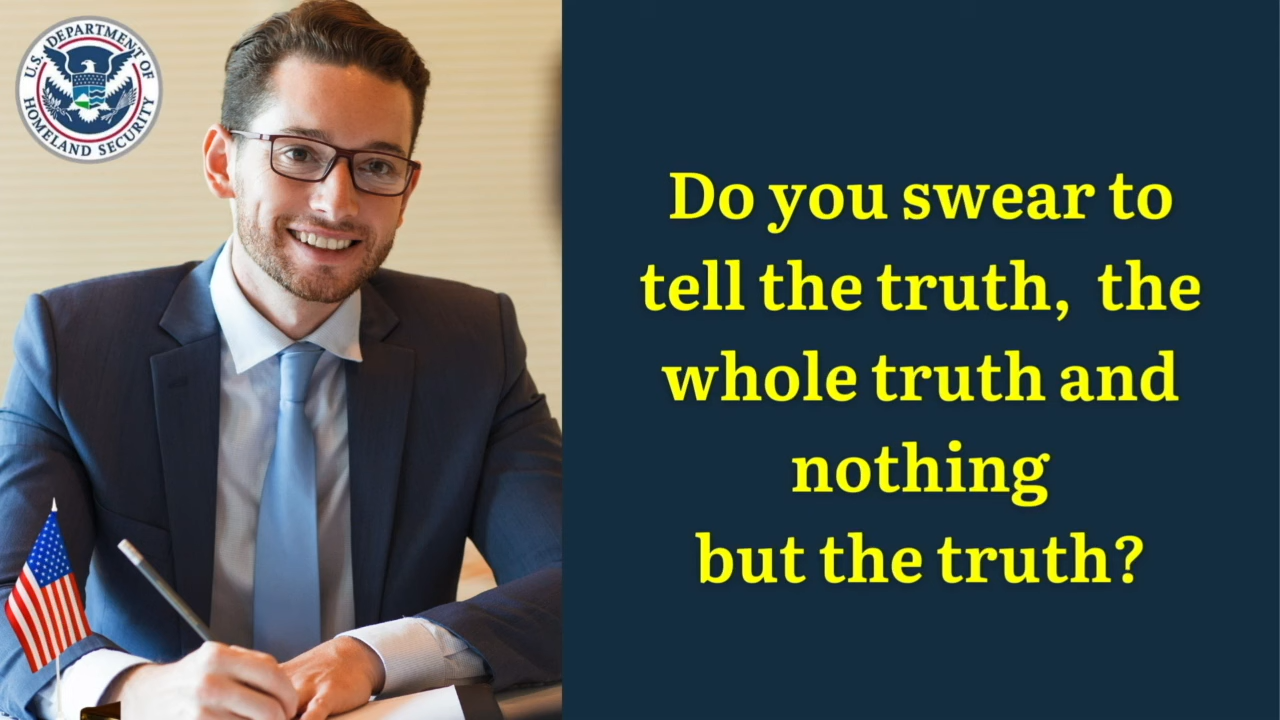 U.S. DEPARTMENT OF
HOMELAND SECURITY
Do you swear to
tell the truth, the
whole truth and
nothing
but the truth?